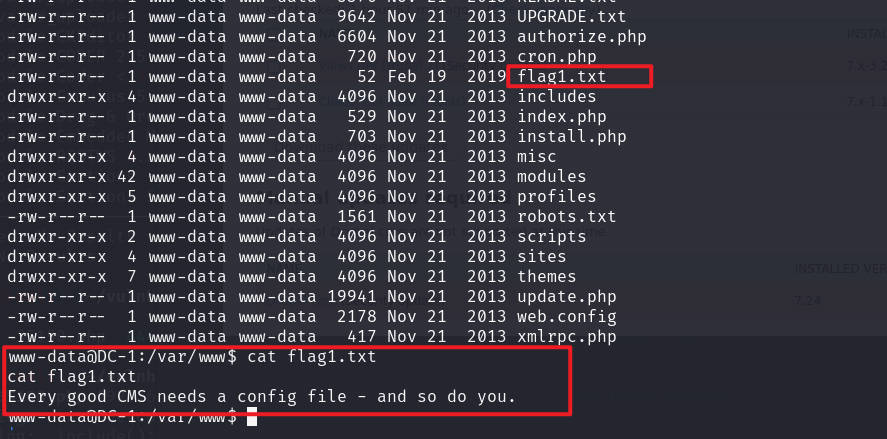 -rw-r--r-- 1 www-data www-data 9642 Nov 21 2013 UPGRADE.txt
-rw-r--r-- 1 www-data www-data 6604 Nov 21 2013 authorize.php
-rw-r--r-- 1 www-data www-data 720 Nov 21 2013 cron.php
-rw-r--r-- 1 www-data www-data 52 Feb 19 2019 flag1.txt
drwxr-xr-x 4 www-data www-data 4096 Nov 21 2013 includes
-rw-r--r-- 1 www-data www-data 529 Nov 21 2013 index.php
-rw-r--r-- 1 www-data www-data 703 Nov 21 2013 install.php
drwxr-xr-x 4 www-data www-data 4096 Nov 21 2013 misc
drwxr-xr-x 42 www-data www-data 4096 Nov 21 2013 modules
drwxr-xr-x 5 www-data www-data 4096 Nov 21 2013 profiles
-rw-r--r-- 1 www-data www-data 1561 Nov 21 2013 robots.txt
drwxr-xr-x 2 www-data www-data 4096 Nov 21 2013 scripts
drwxr-xr-x 4 www-data www-data 4096 Nov 21 2013 sites
drwxr-xr-x 7 www-data www-data 4096 Nov 21 2013 themes
-rw-r--r-- 1 www-data www-data 19941 Nov 21 2013 update.php
-rw-r--r-- 1 www-data www-data 2178 Nov 21 2013 web.config
-rw-r--r-- 1 www-data www-data 417 Nov 21 2013 xmlrpc.php
www-data@DC-1:/var/www$ cat flag1.txt
cat flag1.txt
Every good CMS needs a config file - and so do you.
www-data@DC-1:/var/www$
INSTALLED VER
7.24